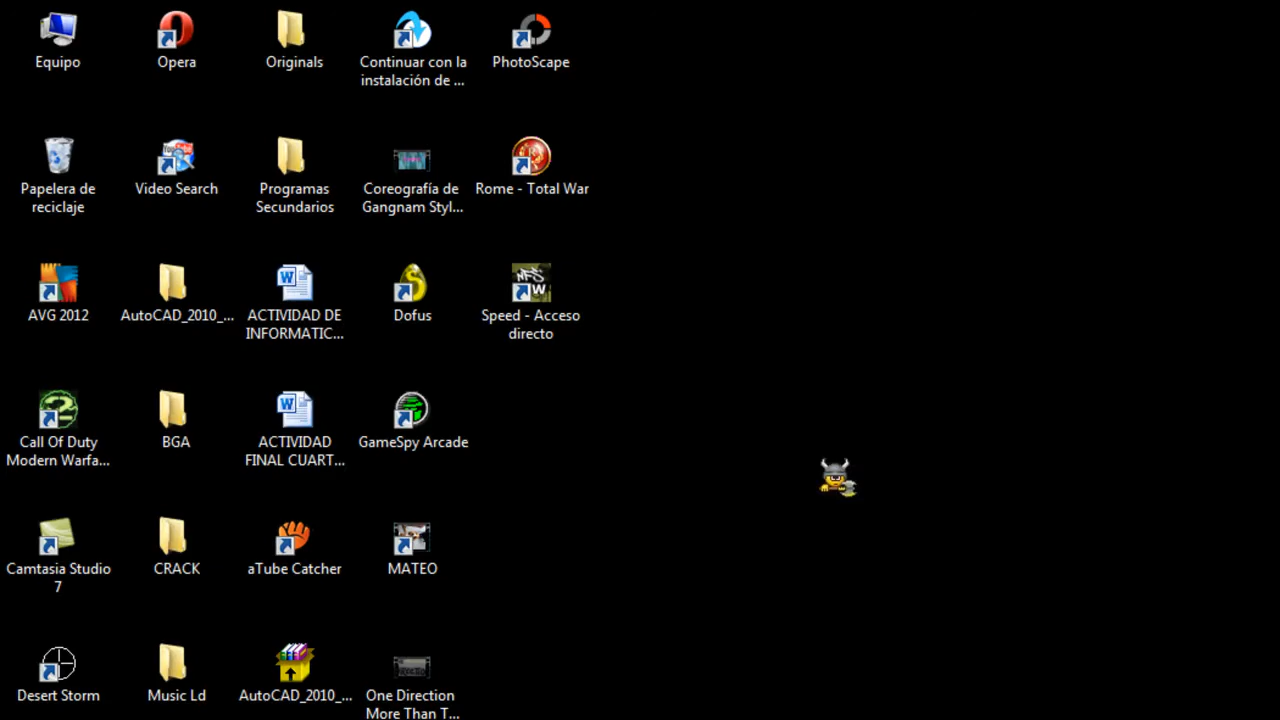 Equipo
Opera
Originals
Continuar con la
instalación de ...
PhotoScape
Papelera de
reciclaje
Video Search
Programas
Secundarios
Coreografía de
Gangnam Styl...
Rome - Total War
AVG 2012
AutoCAD_2010_...
ACTIVIDAD DE
INFORMATIC...
Dofus
NFS
W
Speed - Acceso
directo
Call Of Duty
Modern Warfa...
BGA
ACTIVIDAD
FINAL CUART...
GameSpy Arcade
Camtasia Studio
7
CRACK
aTube Catcher
MATEO
Desert Storm
Music Ld
AutoCAD_2010_...
One Direction
More Than T...